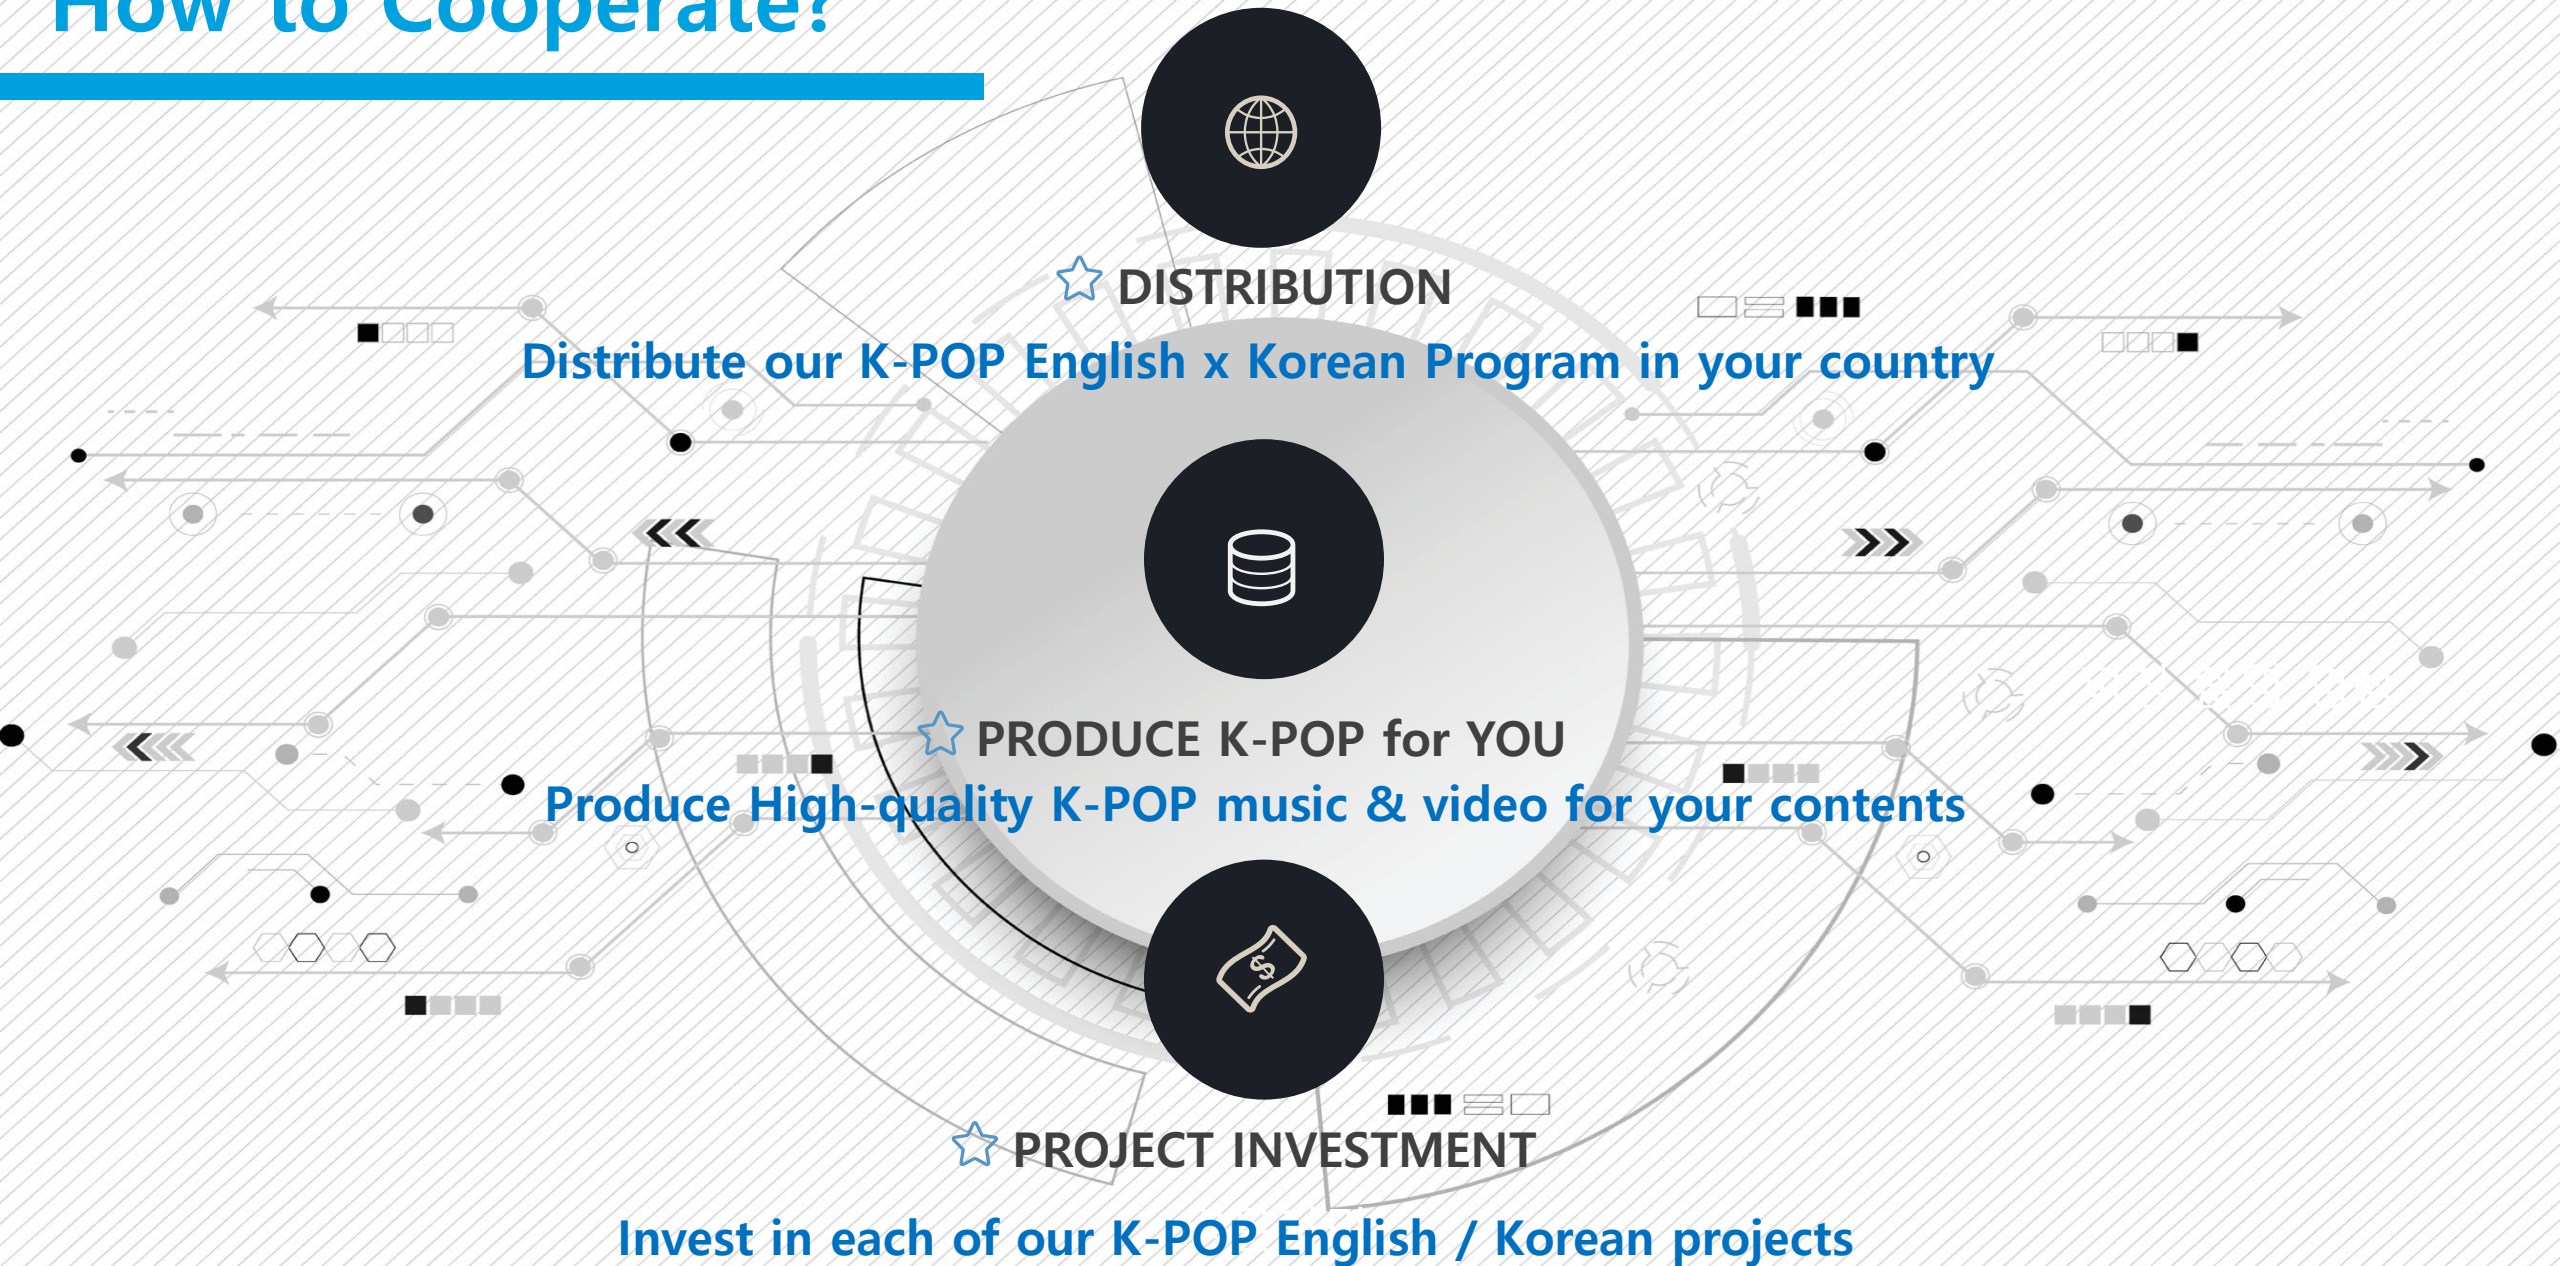 How to Cooperate?
DISTRIBUTION
Distribute our K-POP English x Korean Program in your country
PRODUCE K-POP for YOU
Produce High-quality K-POP music & video for your contents
PROJECT INVESTMENT
Invest in each of our K-POP English / Korean projects